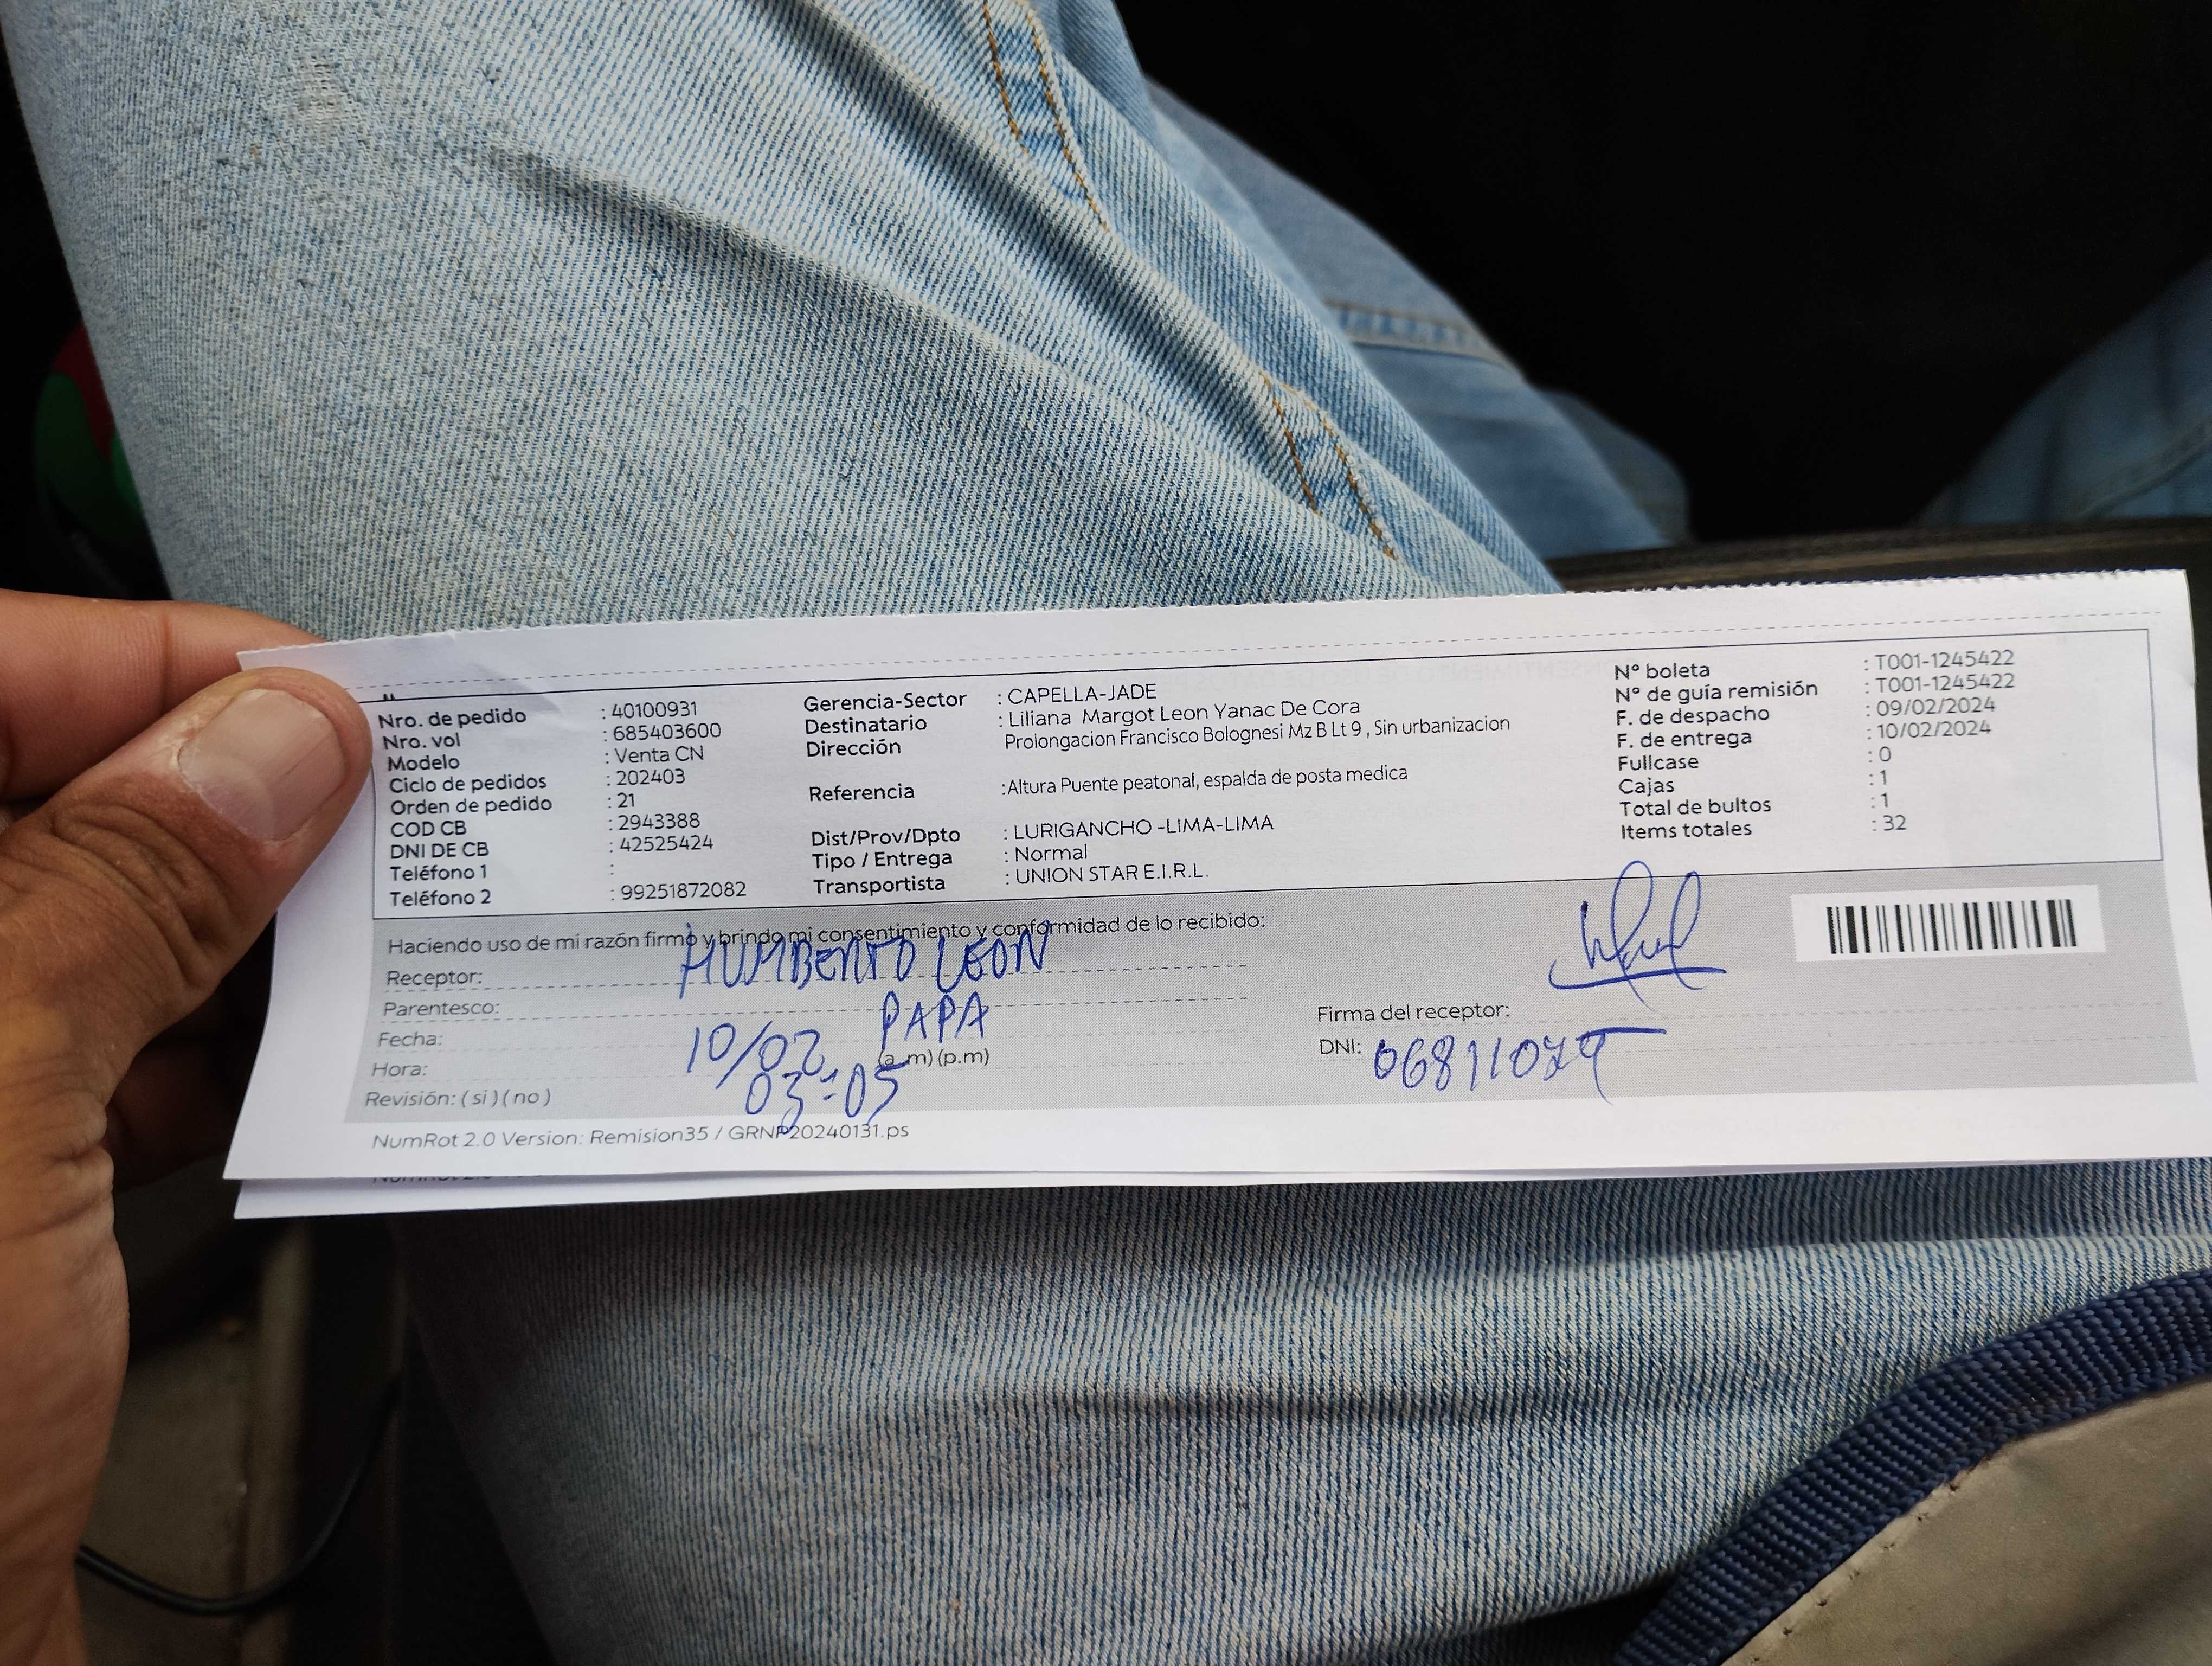 Nro. de pedido : 40100931
Nro. vol : 685403600
Modelo : Venta CN
Ciclo de pedidos : 202403
Orden de pedido : 21
COD CB : 2943388
DNI DE CB : 42525424
Teléfono 1 :
Teléfono 2 : 99251872082
Gerencia-Sector : CAPELLA-JADE
Destinatario : Liliana Margot Leon Yanac De Cora
Dirección Prolongacion Francisco Bolognesi Mz B Lt 9 , Sin urbanizacion
Referencia :Altura Puente peatonal, espalda de posta medica
Dist/Prov/Dpto : LURIGANCHO -LIMA-LIMA
Tipo / Entrega : Normal
Transportista : UNION STAR E.I.R.L.
N° boleta : T001-1245422
N° de guía remisión : T001-1245422
F. de despacho : 09/02/2024
F. de entrega : 10/02/2024
Fullcase : 0
Cajas : 1
Total de bultos : 1
Items totales : 32
Haciendo uso de mi razón firmo y brindo mi consentimiento y conformidad de lo recibido:
Receptor: HUMBERTO LEON
Parentesco: PAPA
Fecha: 10/02
Hora: 03:05 (a.m) (p.m)
Revisión: ( si ) ( no )
Firma del receptor:
DNI:
NumRot 2.0 Version: Remision35 / GRNP20240131.ps